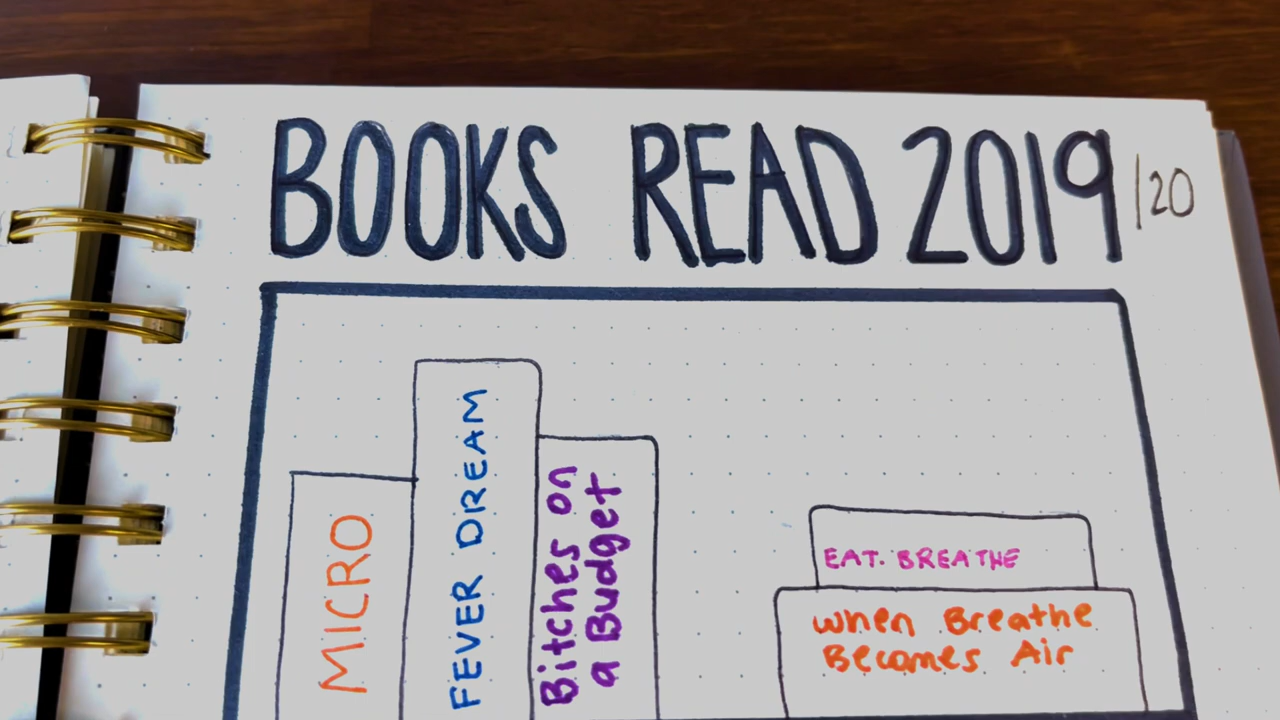 BOOKS READ 2019/20
MICRO
FEVER DREAM
Bitches on
a Budget
EAT. BREATHE
when Breathe
Becomes Air